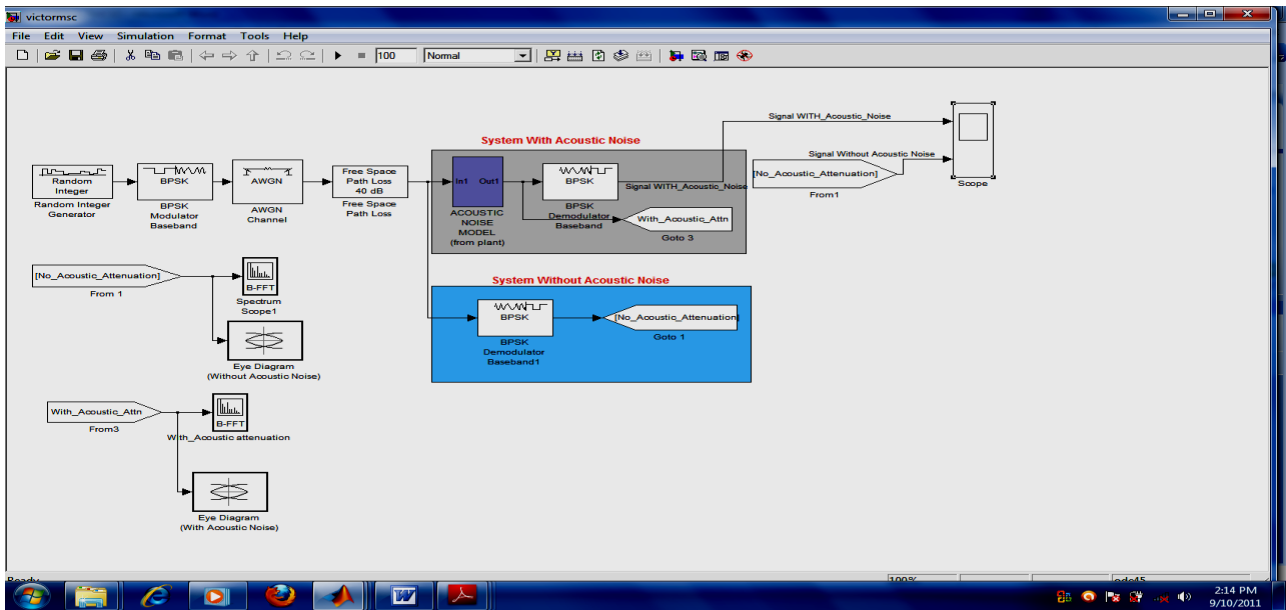 victormsc
File Edit View Simulation Format Tools Help
100 Normal
Signal WITH_Acoustic_Noise
System With Acoustic Noise
Random
Integer
Random Integer
Generator
BPSK
BPSK
Modulator
Baseband
AWGN
AWGN
Channel
Free Space
Path Loss
40 dB
Free Space
Path Loss
In1 Out1
ACOUSTIC
NOISE
MODEL
(from plant)
BPSK
BPSK
Demodulator
Baseband
Signal WITH_Acoustic_Noise
With_Acoustic_Attn
Goto 3
Signal Without Acoustic Noise
[No_Acoustic_Attenuation]
From1
Scope
System Without Acoustic Noise
BPSK
BPSK
Demodulator
Baseband1
[No_Acoustic_Attenuation]
Goto 1
[No_Acoustic_Attenuation]
From 1
B-FFT
Spectrum
Scope1
Eye Diagram
(Without Acoustic Noise)
With_Acoustic_Attn
From3
B-FFT
With_Acoustic attenuation
Eye Diagram
(With Acoustic Noise)
Ready 100% ode45
2:14 PM
9/10/2011